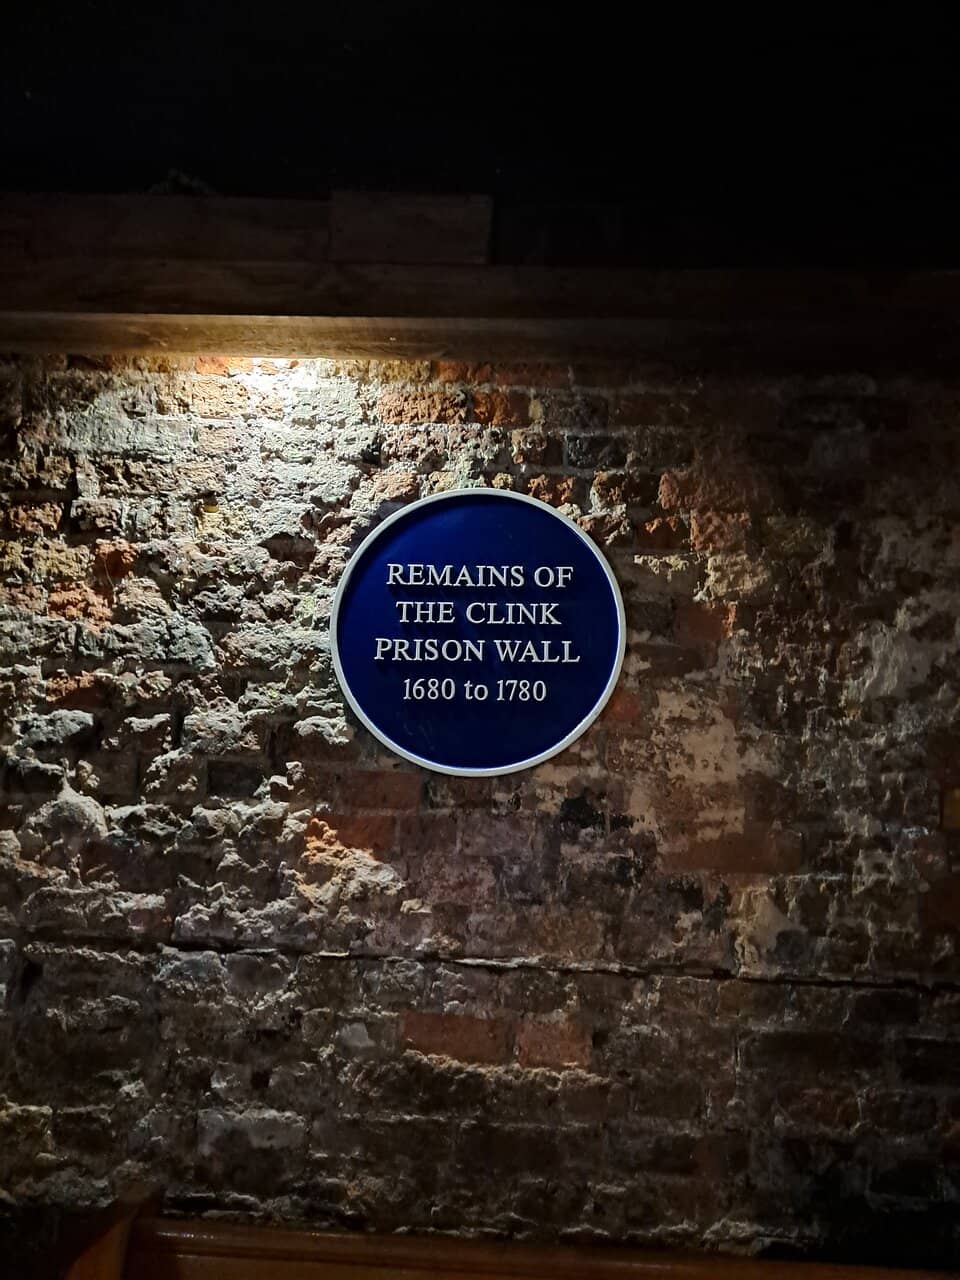 REMAINS OF
THE CLINK
PRISON WALL
1680 to 1780